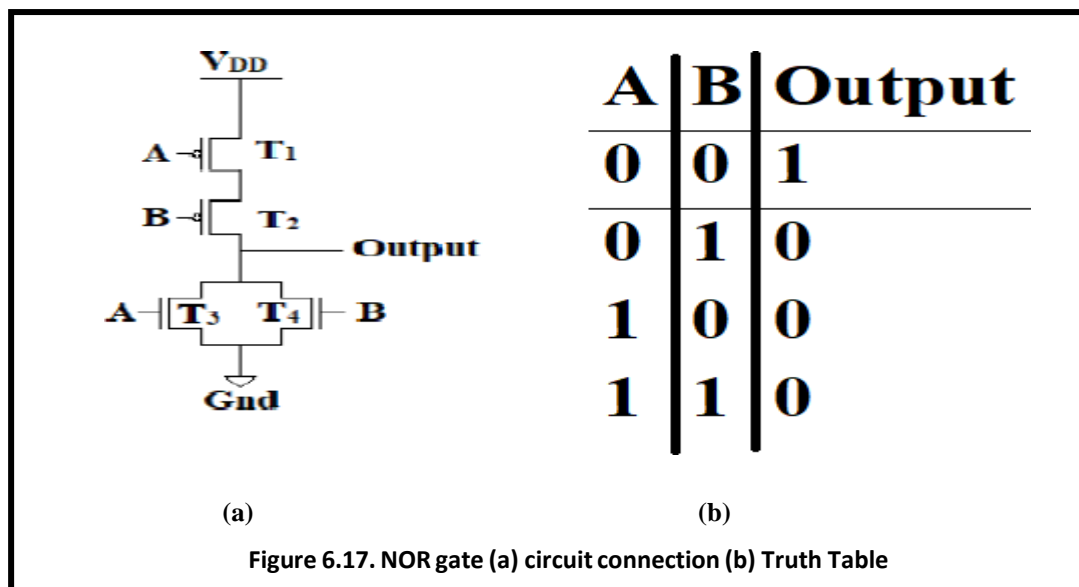 VDD
A T1
B T2
Output
A T3 T4 B
Gnd
(a)
A B Output
0 0 1
0 1 0
1 0 0
1 1 0
(b)
Figure 6.17. NOR gate (a) circuit connection (b) Truth Table